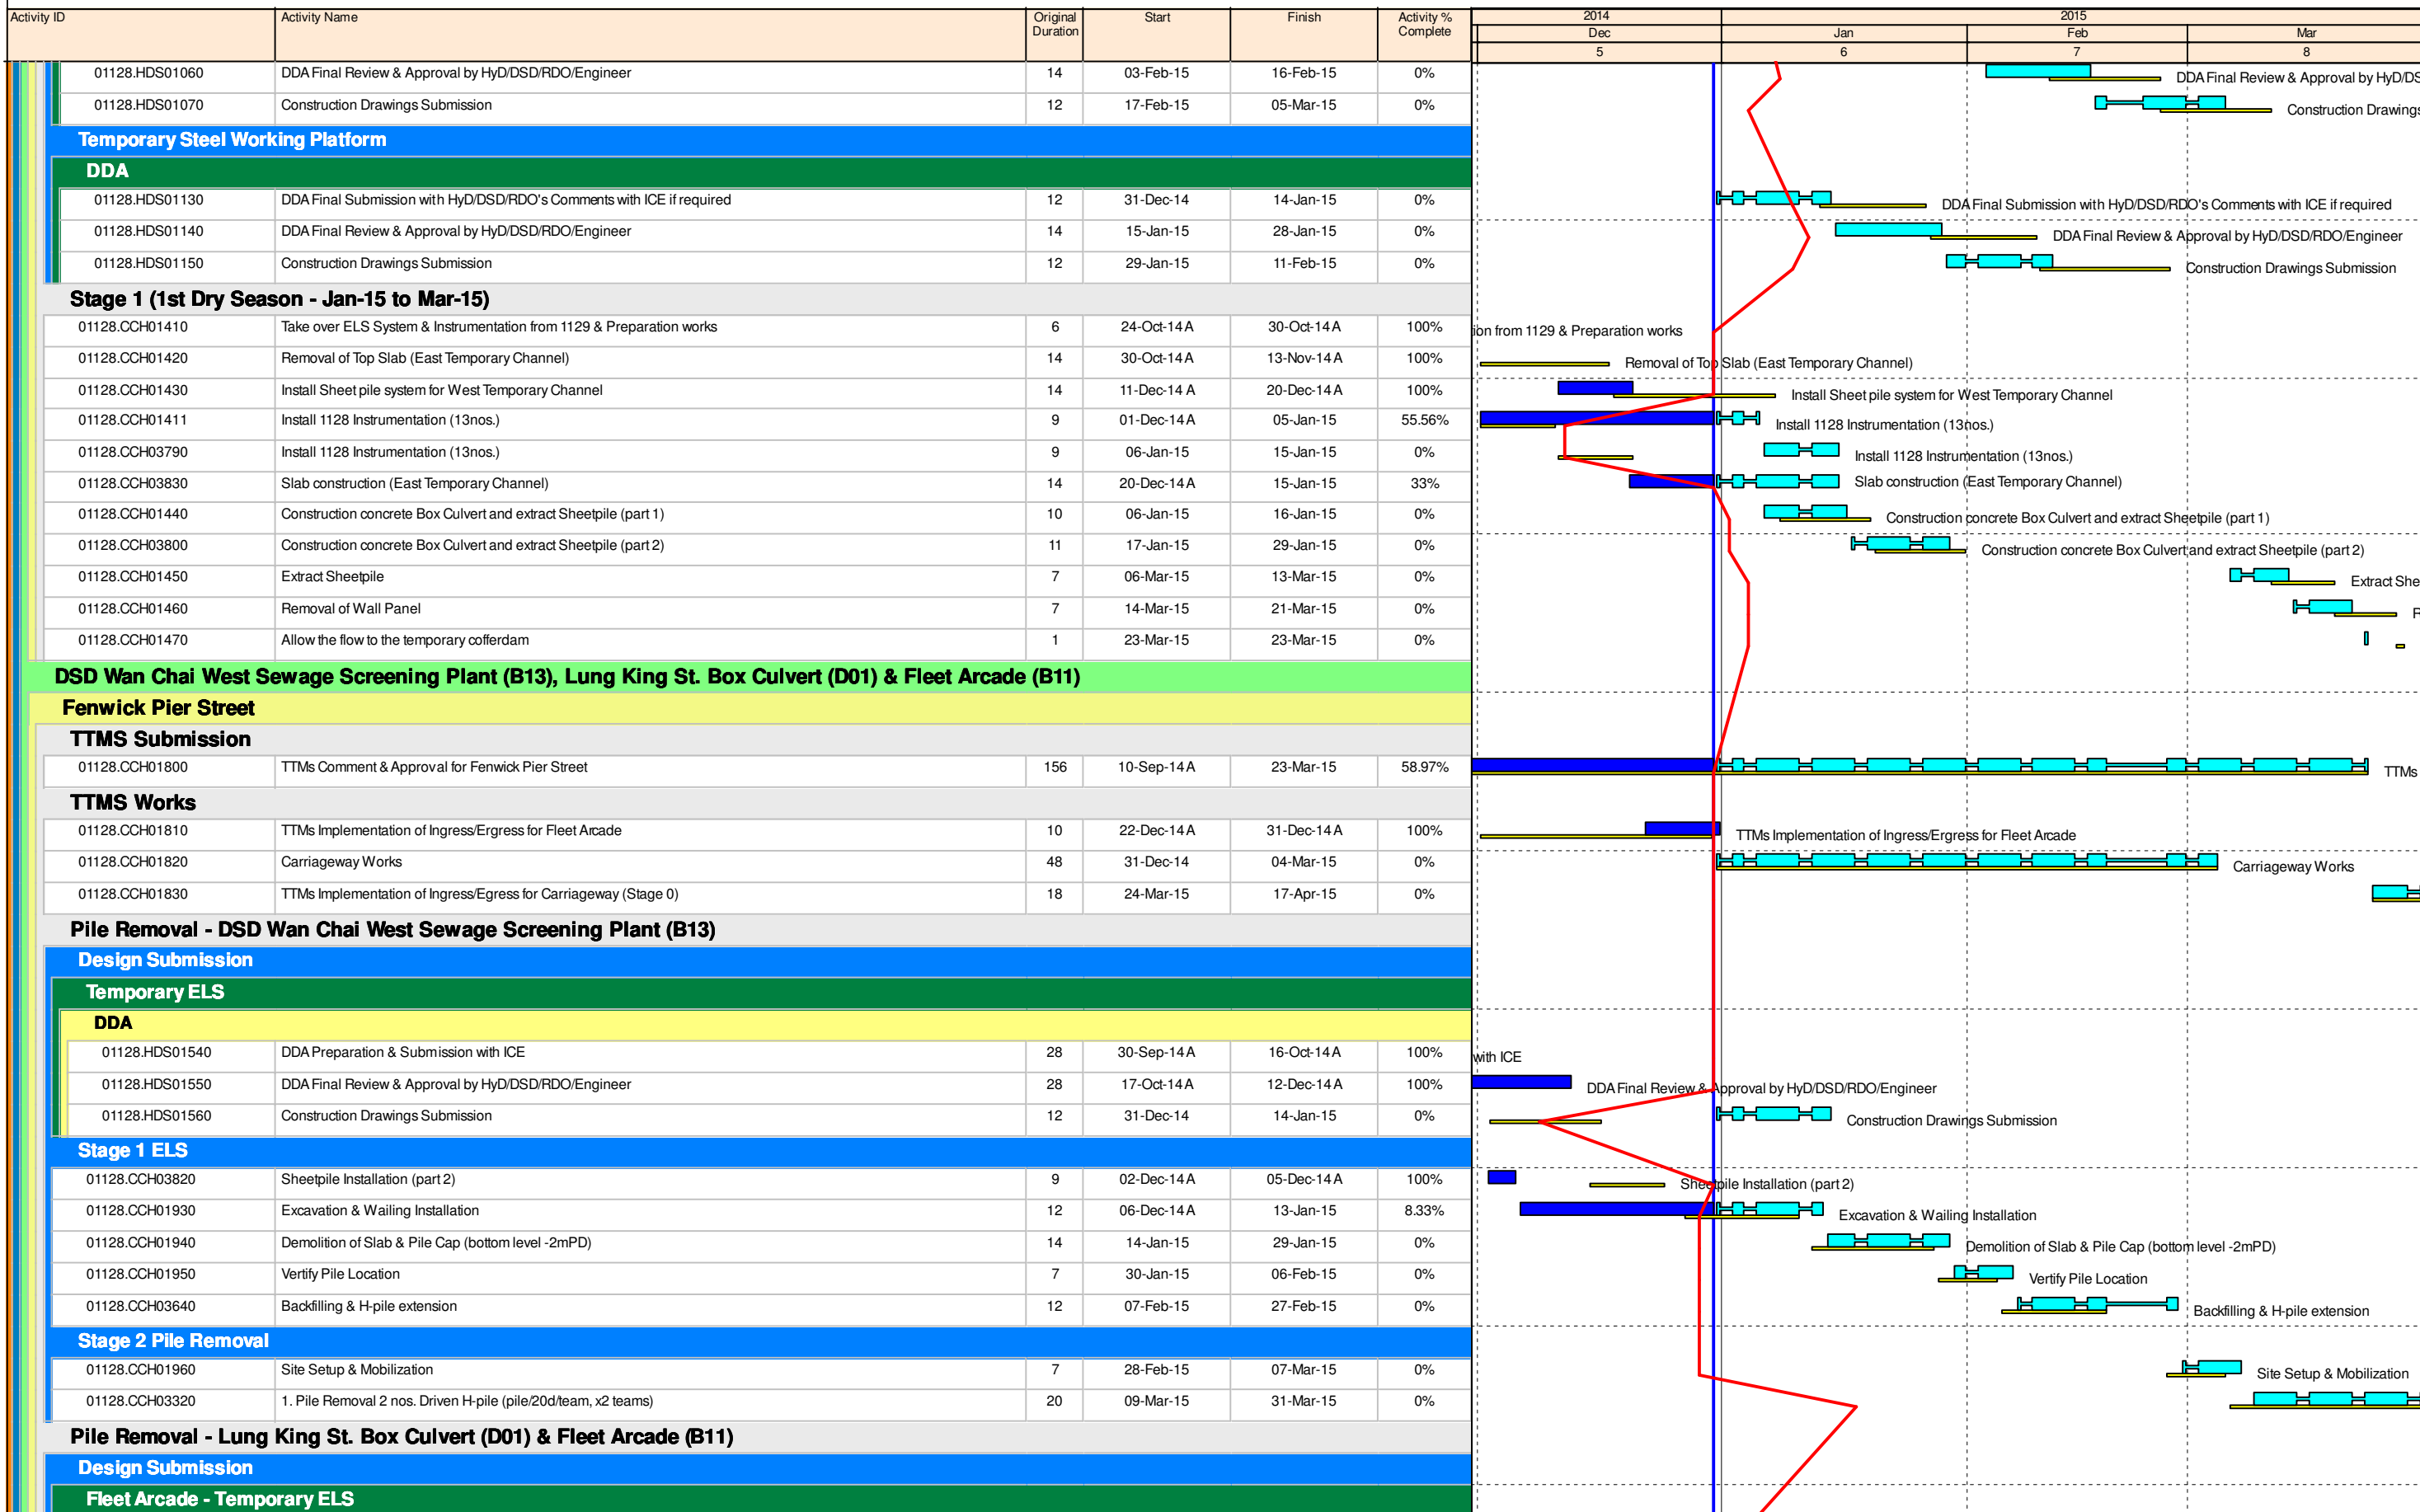 Activity ID Activity Name Original Duration Start Finish Activity % Complete 2014 2015
Dec Jan Feb Mar
5 6 7 8
01128.HDS01060 DDA Final Review & Approval by HyD/DSD/RDO/Engineer 14 03-Feb-15 16-Feb-15 0% DDA Final Review & Approval by HyD/DS
01128.HDS01070 Construction Drawings Submission 12 17-Feb-15 05-Mar-15 0% Construction Drawings
Temporary Steel Working Platform
DDA
01128.HDS01130 DDA Final Submission with HyD/DSD/RDO's Comments with ICE if required 12 31-Dec-14 14-Jan-15 0% DDA Final Submission with HyD/DSD/RDO's Comments with ICE if required
01128.HDS01140 DDA Final Review & Approval by HyD/DSD/RDO/Engineer 14 15-Jan-15 28-Jan-15 0% DDA Final Review & Approval by HyD/DSD/RDO/Engineer
01128.HDS01150 Construction Drawings Submission 12 29-Jan-15 11-Feb-15 0% Construction Drawings Submission
Stage 1 (1st Dry Season - Jan-15 to Mar-15)
01128.CCH01410 Take over ELS System & Instrumentation from 1129 & Preparation works 6 24-Oct-14 A 30-Oct-14 A 100% ion from 1129 & Preparation works
01128.CCH01420 Removal of Top Slab (East Temporary Channel) 14 30-Oct-14 A 13-Nov-14 A 100% Removal of Top Slab (East Temporary Channel)
01128.CCH01430 Install Sheet pile system for West Temporary Channel 14 11-Dec-14 A 20-Dec-14 A 100% Install Sheet pile system for West Temporary Channel
01128.CCH01411 Install 1128 Instrumentation (13nos.) 9 01-Dec-14 A 05-Jan-15 55.56% Install 1128 Instrumentation (13nos.)
01128.CCH03790 Install 1128 Instrumentation (13nos.) 9 06-Jan-15 15-Jan-15 0% Install 1128 Instrumentation (13nos.)
01128.CCH03830 Slab construction (East Temporary Channel) 14 20-Dec-14 A 15-Jan-15 33% Slab construction (East Temporary Channel)
01128.CCH01440 Construction concrete Box Culvert and extract Sheetpile (part 1) 10 06-Jan-15 16-Jan-15 0% Construction concrete Box Culvert and extract Sheetpile (part 1)
01128.CCH03800 Construction concrete Box Culvert and extract Sheetpile (part 2) 11 17-Jan-15 29-Jan-15 0% Construction concrete Box Culvert and extract Sheetpile (part 2)
01128.CCH01450 Extract Sheetpile 7 06-Mar-15 13-Mar-15 0% Extract She
01128.CCH01460 Removal of Wall Panel 7 14-Mar-15 21-Mar-15 0% R
01128.CCH01470 Allow the flow to the temporary cofferdam 1 23-Mar-15 23-Mar-15 0%
DSD Wan Chai West Sewage Screening Plant (B13), Lung King St. Box Culvert (D01) & Fleet Arcade (B11)
Fenwick Pier Street
TTMS Submission
01128.CCH01800 TTMs Comment & Approval for Fenwick Pier Street 156 10-Sep-14 A 23-Mar-15 58.97% TTMs
TTMS Works
01128.CCH01810 TTMs Implementation of Ingress/Ergress for Fleet Arcade 10 22-Dec-14 A 31-Dec-14 A 100% TTMs Implementation of Ingress/Ergress for Fleet Arcade
01128.CCH01820 Carriageway Works 48 31-Dec-14 04-Mar-15 0% Carriageway Works
01128.CCH01830 TTMs Implementation of Ingress/Egress for Carriageway (Stage 0) 18 24-Mar-15 17-Apr-15 0%
Pile Removal - DSD Wan Chai West Sewage Screening Plant (B13)
Design Submission
Temporary ELS
DDA
01128.HDS01540 DDA Preparation & Submission with ICE 28 30-Sep-14 A 16-Oct-14 A 100% with ICE
01128.HDS01550 DDA Final Review & Approval by HyD/DSD/RDO/Engineer 28 17-Oct-14 A 12-Dec-14 A 100% DDA Final Review & Approval by HyD/DSD/RDO/Engineer
01128.HDS01560 Construction Drawings Submission 12 31-Dec-14 14-Jan-15 0% Construction Drawings Submission
Stage 1 ELS
01128.CCH03820 Sheetpile Installation (part 2) 9 02-Dec-14 A 05-Dec-14 A 100% Sheetpile Installation (part 2)
01128.CCH01930 Excavation & Wailing Installation 12 06-Dec-14 A 13-Jan-15 8.33% Excavation & Wailing Installation
01128.CCH01940 Demolition of Slab & Pile Cap (bottom level -2mPD) 14 14-Jan-15 29-Jan-15 0% Demolition of Slab & Pile Cap (bottom level -2mPD)
01128.CCH01950 Vertify Pile Location 7 30-Jan-15 06-Feb-15 0% Vertify Pile Location
01128.CCH03640 Backfilling & H-pile extension 12 07-Feb-15 27-Feb-15 0% Backfilling & H-pile extension
Stage 2 Pile Removal
01128.CCH01960 Site Setup & Mobilization 7 28-Feb-15 07-Mar-15 0% Site Setup & Mobilization
01128.CCH03320 1. Pile Removal 2 nos. Driven H-pile (pile/20d/team, x2 teams) 20 09-Mar-15 31-Mar-15 0%
Pile Removal - Lung King St. Box Culvert (D01) & Fleet Arcade (B11)
Design Submission
Fleet Arcade - Temporary ELS